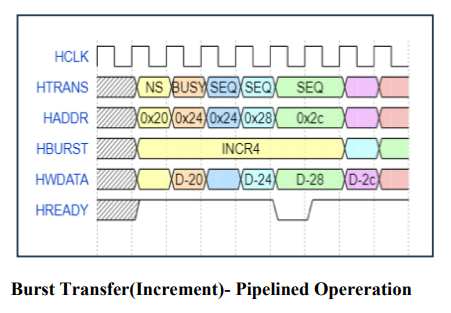 HCLK
HTRANS NS BUSY SEQ SEQ SEQ
HADDR 0x20 0x24 0x24 0x28 0x2c
HBURST INCR4
HWDATA D-20 D-24 D-28 D-2c
HREADY
Burst Transfer(Increment)- Pipelined Opereration